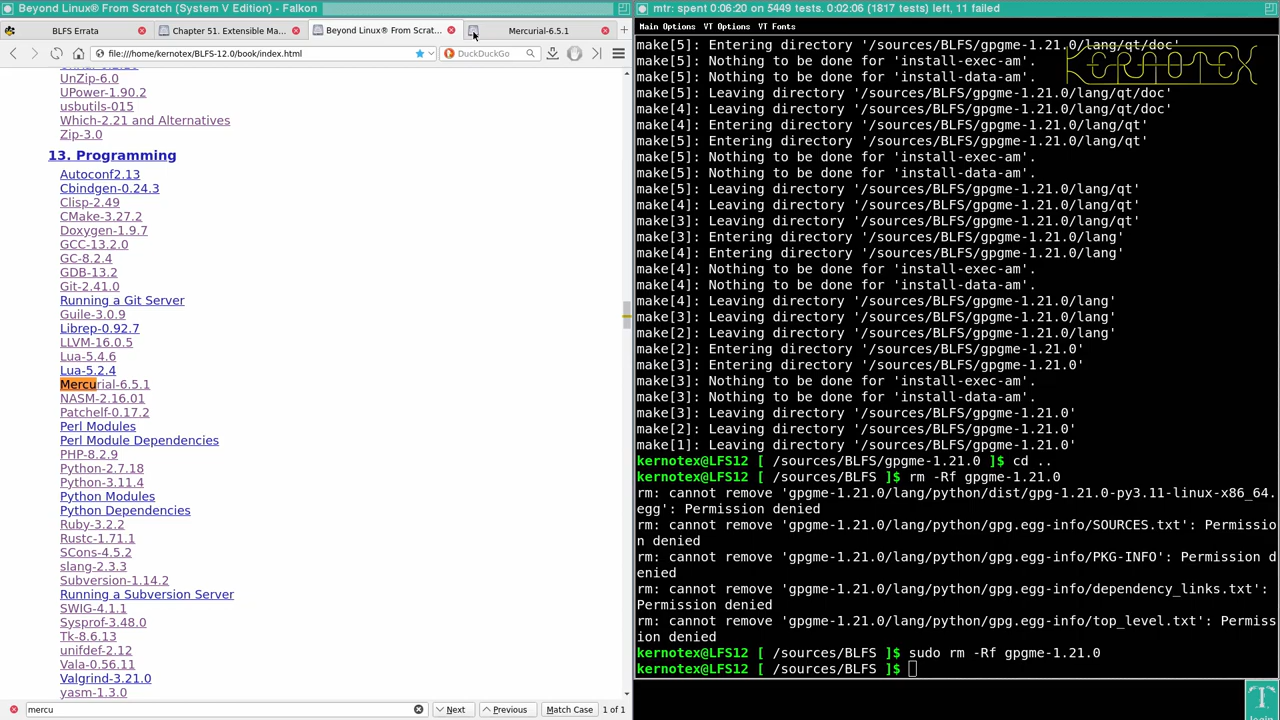 Beyond Linux® From Scratch (System V Edition) - Falkon
BLFS Errata
Chapter 51. Extensible Ma...
Beyond Linux® From Scrat...
Mercurial-6.5.1
file:///home/kernotex/BLFS-12.0/book/index.html
DuckDuckGo
UPower-1.90.2
UnZip-6.0
usbutils-015
Which-2.21 and Alternatives
Zip-3.0
13. Programming
Autoconf2.13
Cbindgen-0.24.3
Clisp-2.49
CMake-3.27.2
Doxygen-1.9.7
GCC-13.2.0
GC-8.2.4
GDB-13.2
Git-2.41.0
Running a Git Server
Guile-3.0.9
Librep-0.92.7
LLVM-16.0.5
Lua-5.4.6
Lua-5.2.4
Mercurial-6.5.1
NASM-2.16.01
Patchelf-0.17.2
Perl Modules
Perl Module Dependencies
PHP-8.2.9
Python-2.7.18
Python-3.11.4
Python Modules
Python Dependencies
Ruby-3.2.2
Rustc-1.71.1
SCons-4.5.2
slang-2.3.3
Subversion-1.14.2
Running a Subversion Server
SWIG-4.1.1
Sysprof-3.48.0
Tk-8.6.13
unifdef-2.12
Vala-0.56.11
Valgrind-3.21.0
yasm-1.3.0
mercu
Next
Previous
Match Case
1 of 1
mtr: spent 0:06:20 on 5449 tests. 0:02:06 (1817 tests) left, 11 failed
Main Options VT Options VT Fonts
KERNOTEX
make[5]: Entering directory '/sources/BLFS/gpgme-1.21.0/lang/qt/doc'
make[5]: Nothing to be done for 'install-exec-am'.
make[5]: Nothing to be done for 'install-data-am'.
make[5]: Leaving directory '/sources/BLFS/gpgme-1.21.0/lang/qt/doc'
make[4]: Leaving directory '/sources/BLFS/gpgme-1.21.0/lang/qt/doc'
make[4]: Entering directory '/sources/BLFS/gpgme-1.21.0/lang/qt'
make[5]: Entering directory '/sources/BLFS/gpgme-1.21.0/lang/qt'
make[5]: Nothing to be done for 'install-exec-am'.
make[5]: Nothing to be done for 'install-data-am'.
make[5]: Leaving directory '/sources/BLFS/gpgme-1.21.0/lang/qt'
make[4]: Leaving directory '/sources/BLFS/gpgme-1.21.0/lang/qt'
make[3]: Leaving directory '/sources/BLFS/gpgme-1.21.0/lang/qt'
make[3]: Entering directory '/sources/BLFS/gpgme-1.21.0/lang'
make[4]: Entering directory '/sources/BLFS/gpgme-1.21.0/lang'
make[4]: Nothing to be done for 'install-exec-am'.
make[4]: Nothing to be done for 'install-data-am'.
make[4]: Leaving directory '/sources/BLFS/gpgme-1.21.0/lang'
make[3]: Leaving directory '/sources/BLFS/gpgme-1.21.0/lang'
make[2]: Leaving directory '/sources/BLFS/gpgme-1.21.0/lang'
make[2]: Entering directory '/sources/BLFS/gpgme-1.21.0'
make[3]: Entering directory '/sources/BLFS/gpgme-1.21.0'
make[3]: Nothing to be done for 'install-exec-am'.
make[3]: Nothing to be done for 'install-data-am'.
make[3]: Leaving directory '/sources/BLFS/gpgme-1.21.0'
make[2]: Leaving directory '/sources/BLFS/gpgme-1.21.0'
make[1]: Leaving directory '/sources/BLFS/gpgme-1.21.0'
kernotex@LFS12 [ /sources/BLFS/gpgme-1.21.0 ]$ cd ..
kernotex@LFS12 [ /sources/BLFS ]$ rm -Rf gpgme-1.21.0
rm: cannot remove 'gpgme-1.21.0/lang/python/dist/gpg-1.21.0-py3.11-linux-x86_64.
egg': Permission denied
rm: cannot remove 'gpgme-1.21.0/lang/python/gpg.egg-info/SOURCES.txt': Permissio
n denied
rm: cannot remove 'gpgme-1.21.0/lang/python/gpg.egg-info/PKG-INFO': Permission d
enied
rm: cannot remove 'gpgme-1.21.0/lang/python/gpg.egg-info/dependency_links.txt':
Permission denied
rm: cannot remove 'gpgme-1.21.0/lang/python/gpg.egg-info/top_level.txt': Permiss
ion denied
kernotex@LFS12 [ /sources/BLFS ]$ sudo rm -Rf gpgme-1.21.0
kernotex@LFS12 [ /sources/BLFS ]$